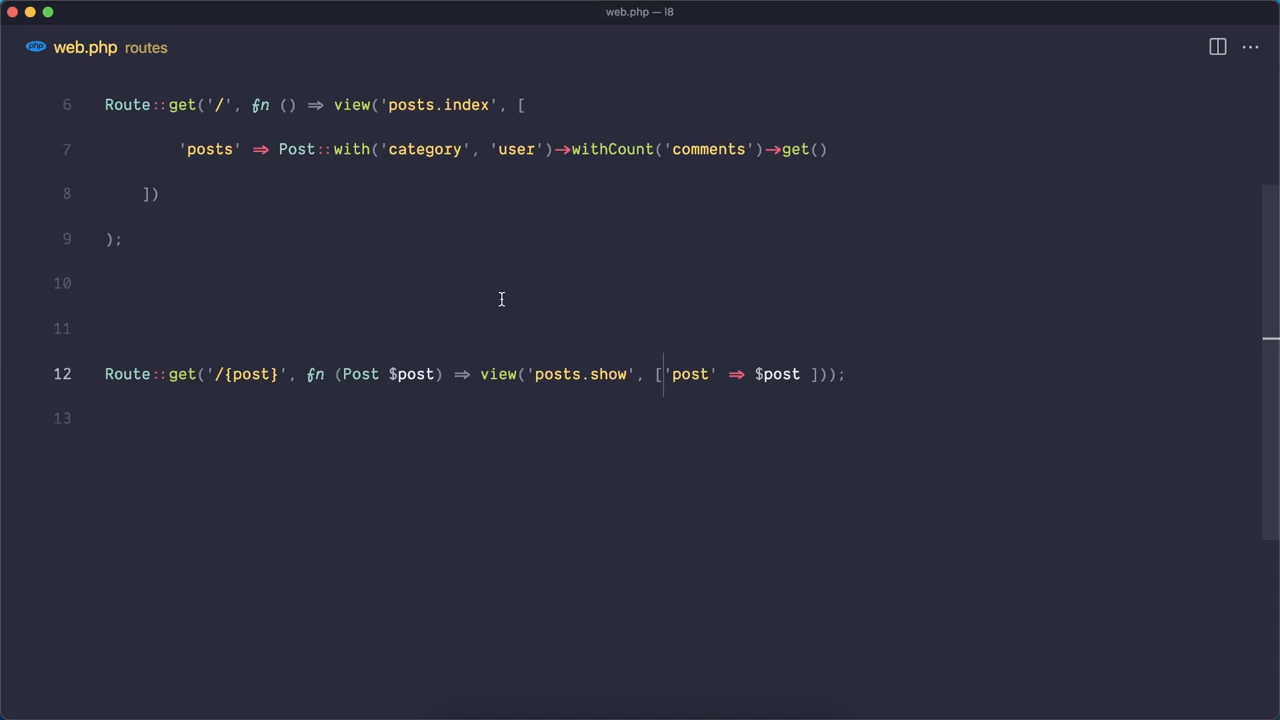 web.php — l8
php web.php routes
6 Route::get('/', fn () => view('posts.index', [
7 'posts' => Post::with('category', 'user')->withCount('comments')->get()
8 ])
9 );
10
11
12 Route::get('/{post}', fn (Post $post) => view('posts.show', ['post' => $post ]));
13